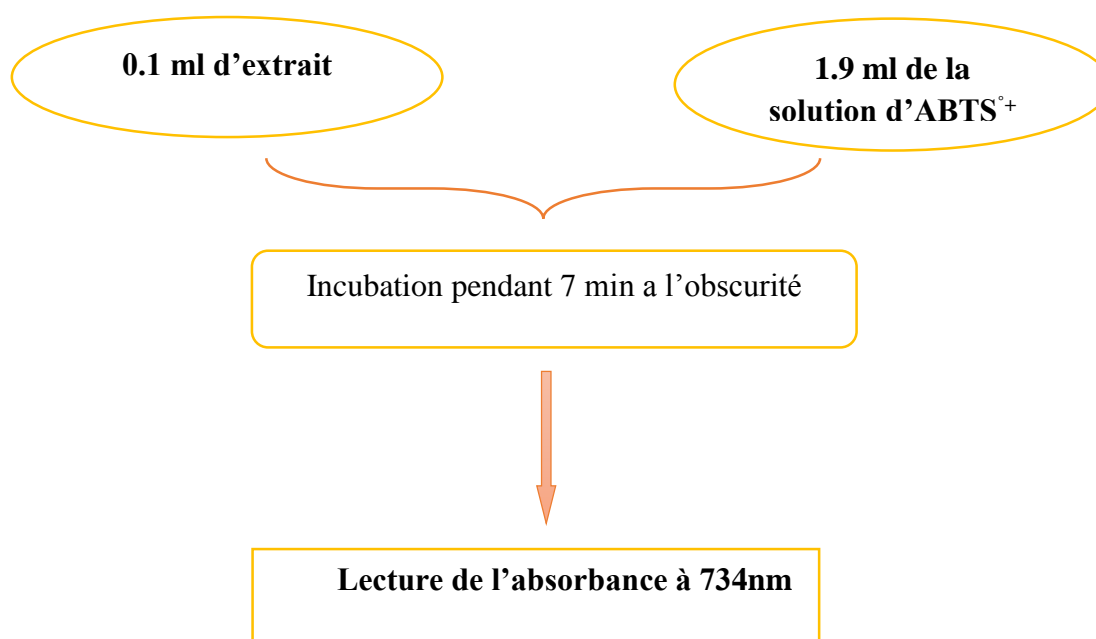 0.1 ml d’extrait
1.9 ml de la
solution d’ABTS°+
Incubation pendant 7 min a l’obscurité
Lecture de l’absorbance à 734nm